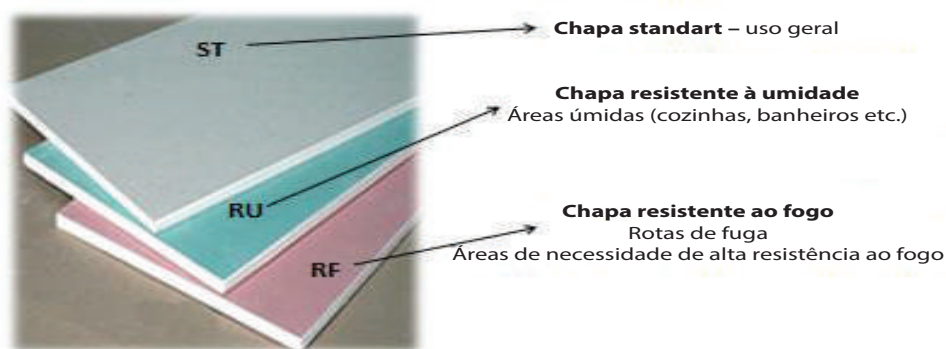 ST
Chapa standart – uso geral
Chapa resistente à umidade
Áreas úmidas (cozinhas, banheiros etc.)
RU
Chapa resistente ao fogo
Rotas de fuga
Áreas de necessidade de alta resistência ao fogo
RF